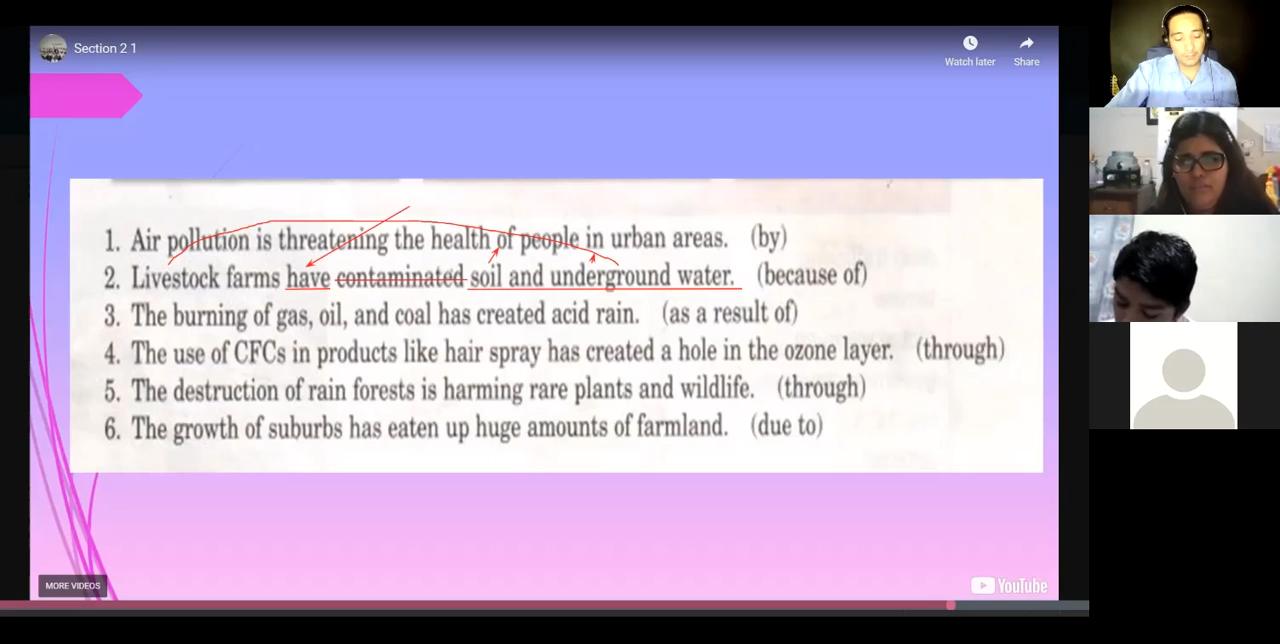 Section 2 1
Watch later
Share
1. Air pollution is threatening the health of people in urban areas. (by)
2. Livestock farms have contaminated soil and underground water. (because of)
3. The burning of gas, oil, and coal has created acid rain. (as a result of)
4. The use of CFCs in products like hair spray has created a hole in the ozone layer. (through)
5. The destruction of rain forests is harming rare plants and wildlife. (through)
6. The growth of suburbs has eaten up huge amounts of farmland. (due to)
MORE VIDEOS
YouTube